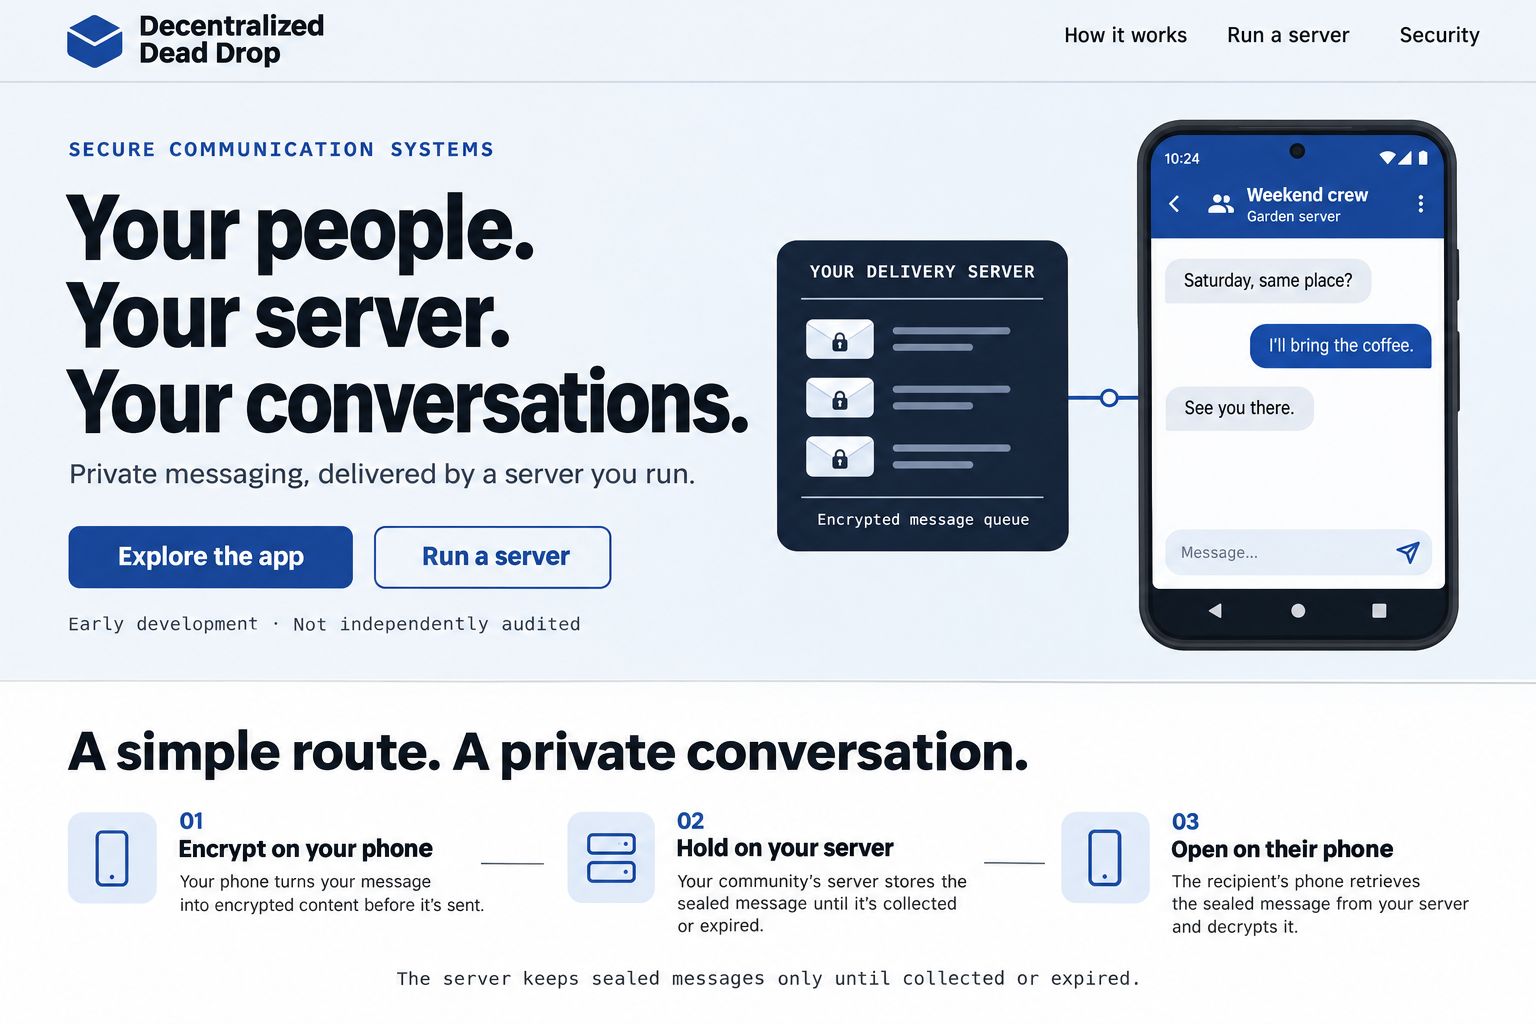 Decentralized
Dead Drop
How it works
Run a server
Security
SECURE COMMUNICATION SYSTEMS
Your people.
Your server.
Your conversations.
Private messaging, delivered by a server you run.
Explore the app
Run a server
Early development · Not independently audited
YOUR DELIVERY SERVER
Encrypted message queue
10:24
Weekend crew
Garden server
Saturday, same place?
I'll bring the coffee.
See you there.
Message...
A simple route. A private conversation.
01
Encrypt on your phone
Your phone turns your message
into encrypted content before it's sent.
02
Hold on your server
Your community's server stores the
sealed message until it's collected
or expired.
03
Open on their phone
The recipient's phone retrieves
the sealed message from your server
and decrypts it.
The server keeps sealed messages only until collected or expired.